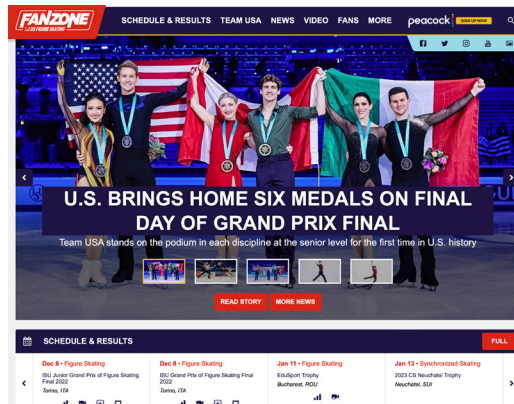 FANZONE
US FIGURE SKATING
SCHEDULE & RESULTS TEAM USA NEWS VIDEO FANS MORE peacock SIGN UP NOW
U.S. BRINGS HOME SIX MEDALS ON FINAL
DAY OF GRAND PRIX FINAL
Team USA stands on the podium in each discipline at the senior level for the first time in U.S. history
READ STORY MORE NEWS
SCHEDULE & RESULTS FULL
Dec 8 • Figure Skating
ISU Junior Grand Prix of Figure Skating
Final 2022
Torino, ITA
Dec 8 • Figure Skating
ISU Grand Prix of Figure Skating Final
2022
Torino, ITA
Jan 11 • Figure Skating
EduSport Trophy
Bucharest, ROU
Jan 13 • Synchronized Skating
2023 CS Neuchatel Trophy
Neuchatel, SUI